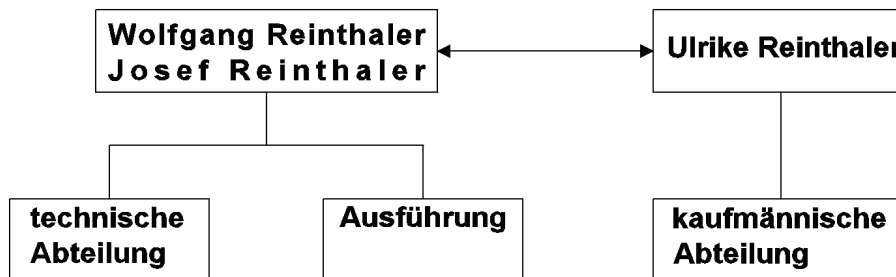 Wolfgang Reinthaler
Josef Reinthaler
Ulrike Reinthaler
technische
Abteilung
Ausführung
kaufmännische
Abteilung